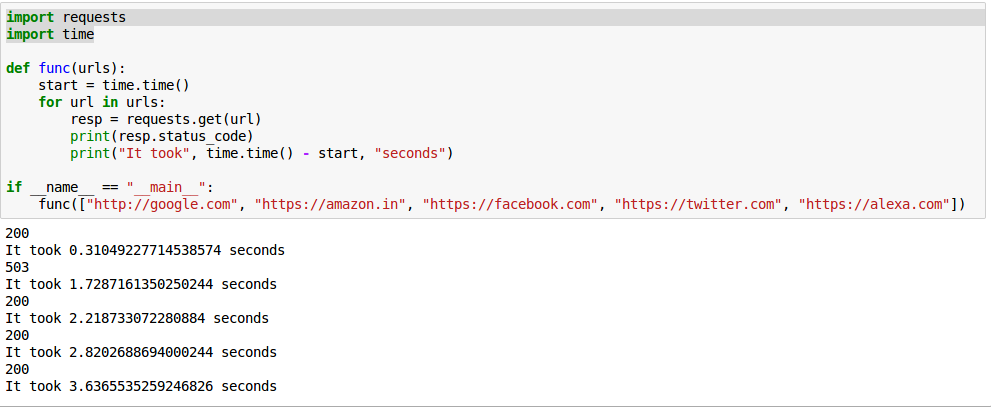 import requests
import time
def func(urls):
    start = time.time()
    for url in urls:
        resp = requests.get(url)
        print(resp.status_code)
        print("It took", time.time() - start, "seconds")
if __name__ == "__main__":
    func(["http://google.com", "https://amazon.in", "https://facebook.com", "https://twitter.com", "https://alexa.com"])
200
It took 0.31049227714538574 seconds
503
It took 1.7287161350250244 seconds
200
It took 2.218733072280884 seconds
200
It took 2.8202688694000244 seconds
200
It took 3.6365535259246826 seconds